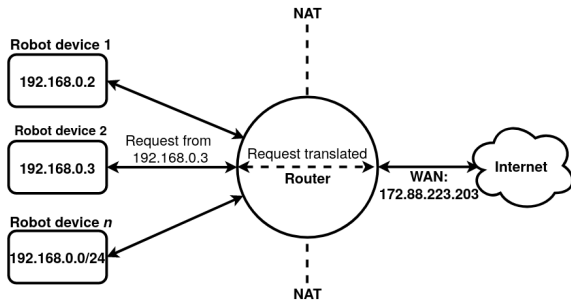 NAT
Robot device 1
192.168.0.2
Robot device 2
192.168.0.3
Request from
192.168.0.3
Request translated
Router
WAN:
172.88.223.203
Internet
Robot device n
192.168.0.0/24
NAT